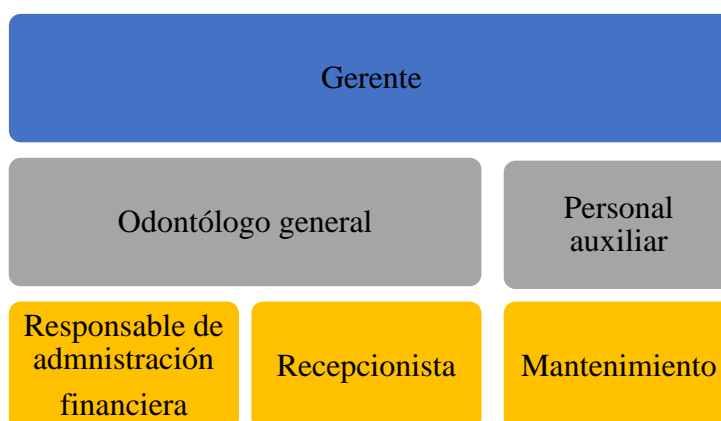 Gerente
Odontólogo general
Personal
auxiliar
Responsable de
admnistración
financiera
Recepcionista
Mantenimiento